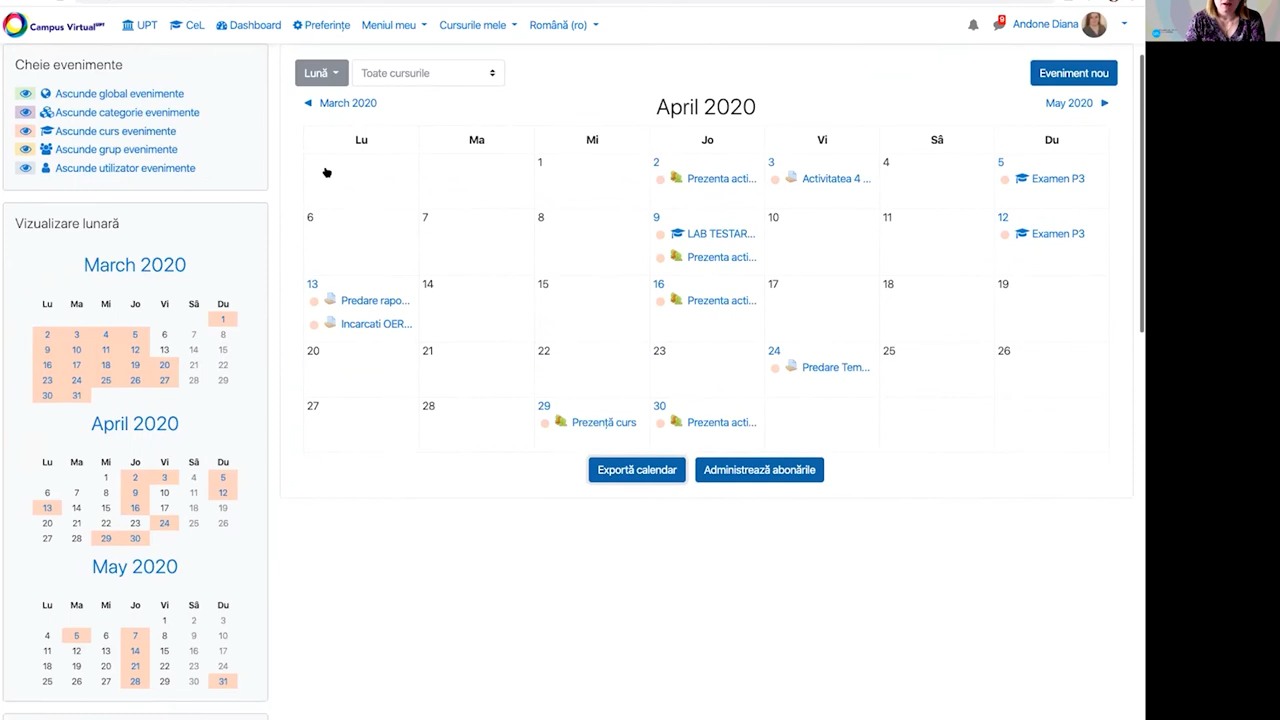 Campus Virtual UPT
UPT CeL Dashboard Preferințe Meniul meu Cursurile mele Română (ro) 9 Andone Diana
Cheie evenimente
Ascunde global evenimente
Ascunde categorie evenimente
Ascunde curs evenimente
Ascunde grup evenimente
Ascunde utilizator evenimente
Vizualizare lunară
March 2020
Lu Ma Mi Jo Vi Sâ Du
1
2 3 4 5 6 7 8
9 10 11 12 13 14 15
16 17 18 19 20 21 22
23 24 25 26 27 28 29
30 31
April 2020
Lu Ma Mi Jo Vi Sâ Du
1 2 3 4 5
6 7 8 9 10 11 12
13 14 15 16 17 18 19
20 21 22 23 24 25 26
27 28 29 30
May 2020
Lu Ma Mi Jo Vi Sâ Du
1 2 3
4 5 6 7 8 9 10
11 12 13 14 15 16 17
18 19 20 21 22 23 24
25 26 27 28 29 30 31
Lună Toate cursurile Eveniment nou
March 2020 April 2020 May 2020
Lu Ma Mi Jo Vi Sâ Du
1 2 3 4 5
Prezenta acti... Activitatea 4 ... Examen P3
6 7 8 9 10 11 12
LAB TESTAR... Examen P3
Prezenta acti...
13 14 15 16 17 18 19
Predare rapo... Prezenta acti...
Incarcati OER...
20 21 22 23 24 25 26
Predare Tem...
27 28 29 30
Prezență curs Prezenta acti...
Exportă calendar Administrează abonările